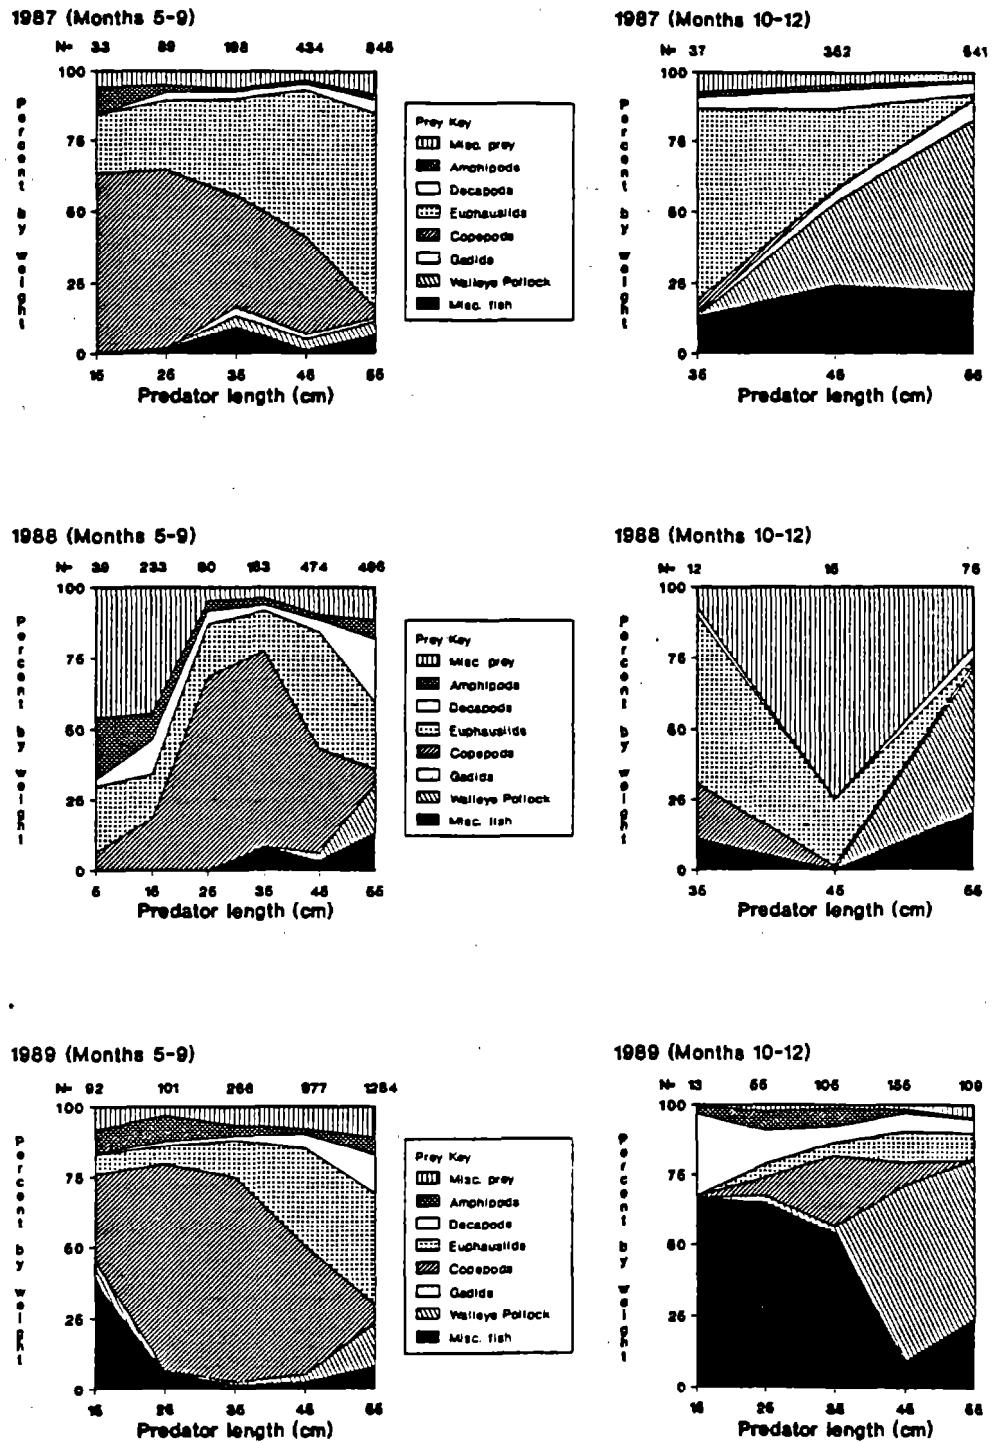 1987 (Months 5-9)
N= 33 89 198 434 845
100
75
50
25
0
Percent by weight
15 25 35 45 55
Predator length (cm)
Prey Key
Misc. prey
Amphipods
Decapods
Euphausiids
Copepods
Gadids
Walleye Pollock
Misc. fish
1987 (Months 10-12)
N= 37 352 541
100
75
50
25
0
Percent by weight
35 45 55
Predator length (cm)
1988 (Months 5-9)
N= 39 233 80 153 474 495
100
75
50
25
0
Percent by weight
5 15 25 35 45 55
Predator length (cm)
Prey Key
Misc. prey
Amphipods
Decapods
Euphausiids
Copepods
Gadids
Walleye Pollock
Misc. fish
1988 (Months 10-12)
N= 12 15 75
100
75
50
25
0
Percent by weight
35 45 55
Predator length (cm)
1989 (Months 5-9)
N= 92 101 266 977 1254
100
75
50
25
0
Percent by weight
15 25 35 45 55
Predator length (cm)
Prey Key
Misc. prey
Amphipods
Decapods
Euphausiids
Copepods
Gadids
Walleye Pollock
Misc. fish
1989 (Months 10-12)
N= 13 55 105 155 109
100
75
50
25
0
Percent by weight
15 25 35 45 55
Predator length (cm)